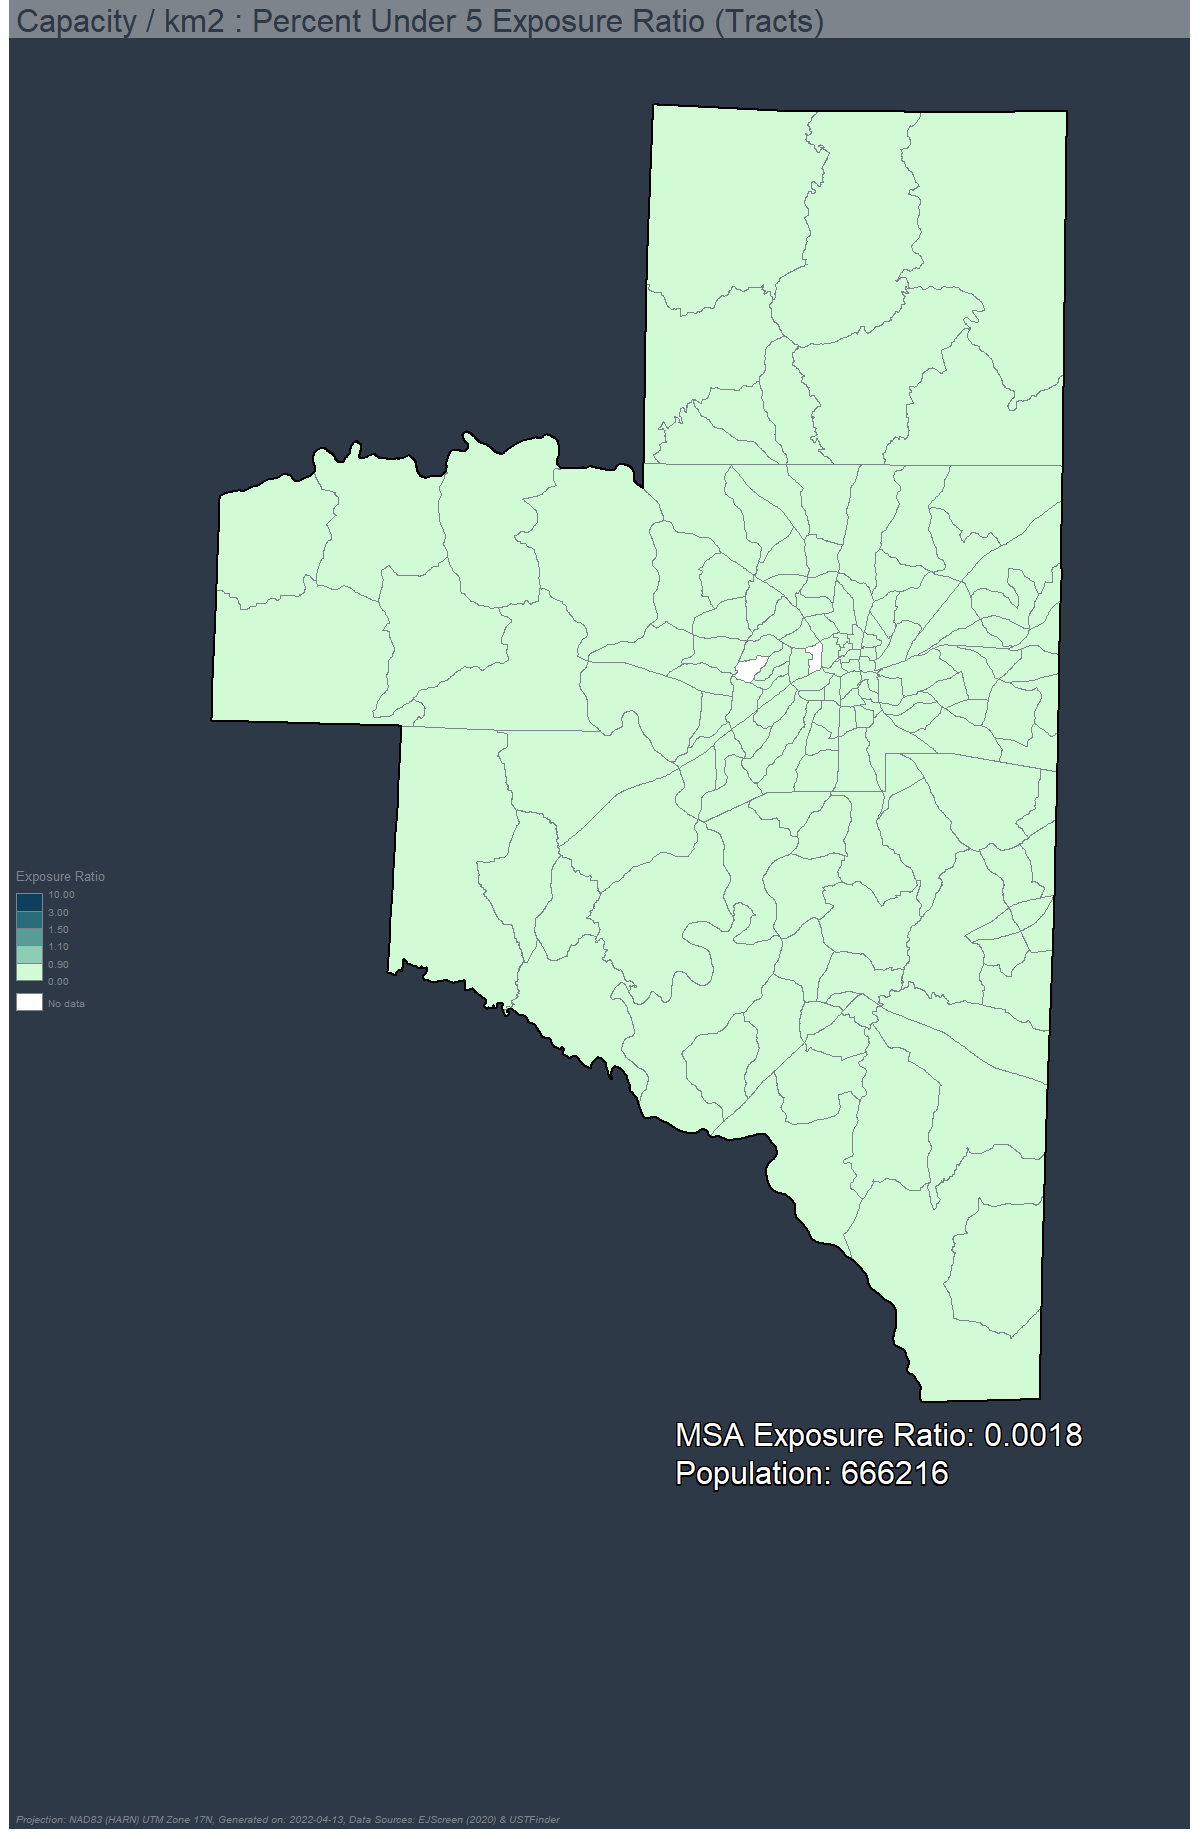 Capacity / km2 : Percent Under 5 Exposure Ratio (Tracts)
Exposure Ratio
10.00
3.00
1.50
1.10
0.90
0.00
No data
MSA Exposure Ratio: 0.0018
Population: 666216
Projection: NAD83 (HARN) UTM Zone 17N, Generated on: 2022-04-13, Data Sources: EJScreen (2020) & USTFinder